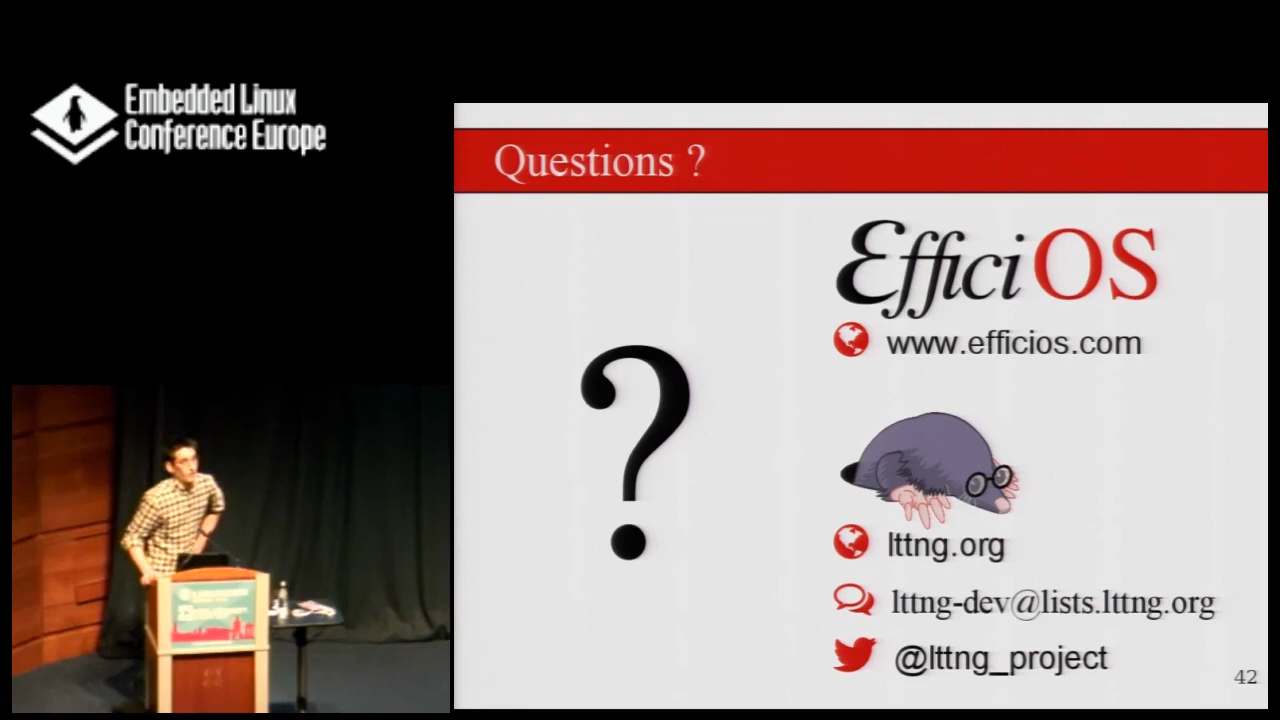 Embedded Linux
Conference Europe
Questions ?
EfficiOS
www.efficios.com
?
lttng.org
lttng-dev@lists.lttng.org
@lttng_project
42